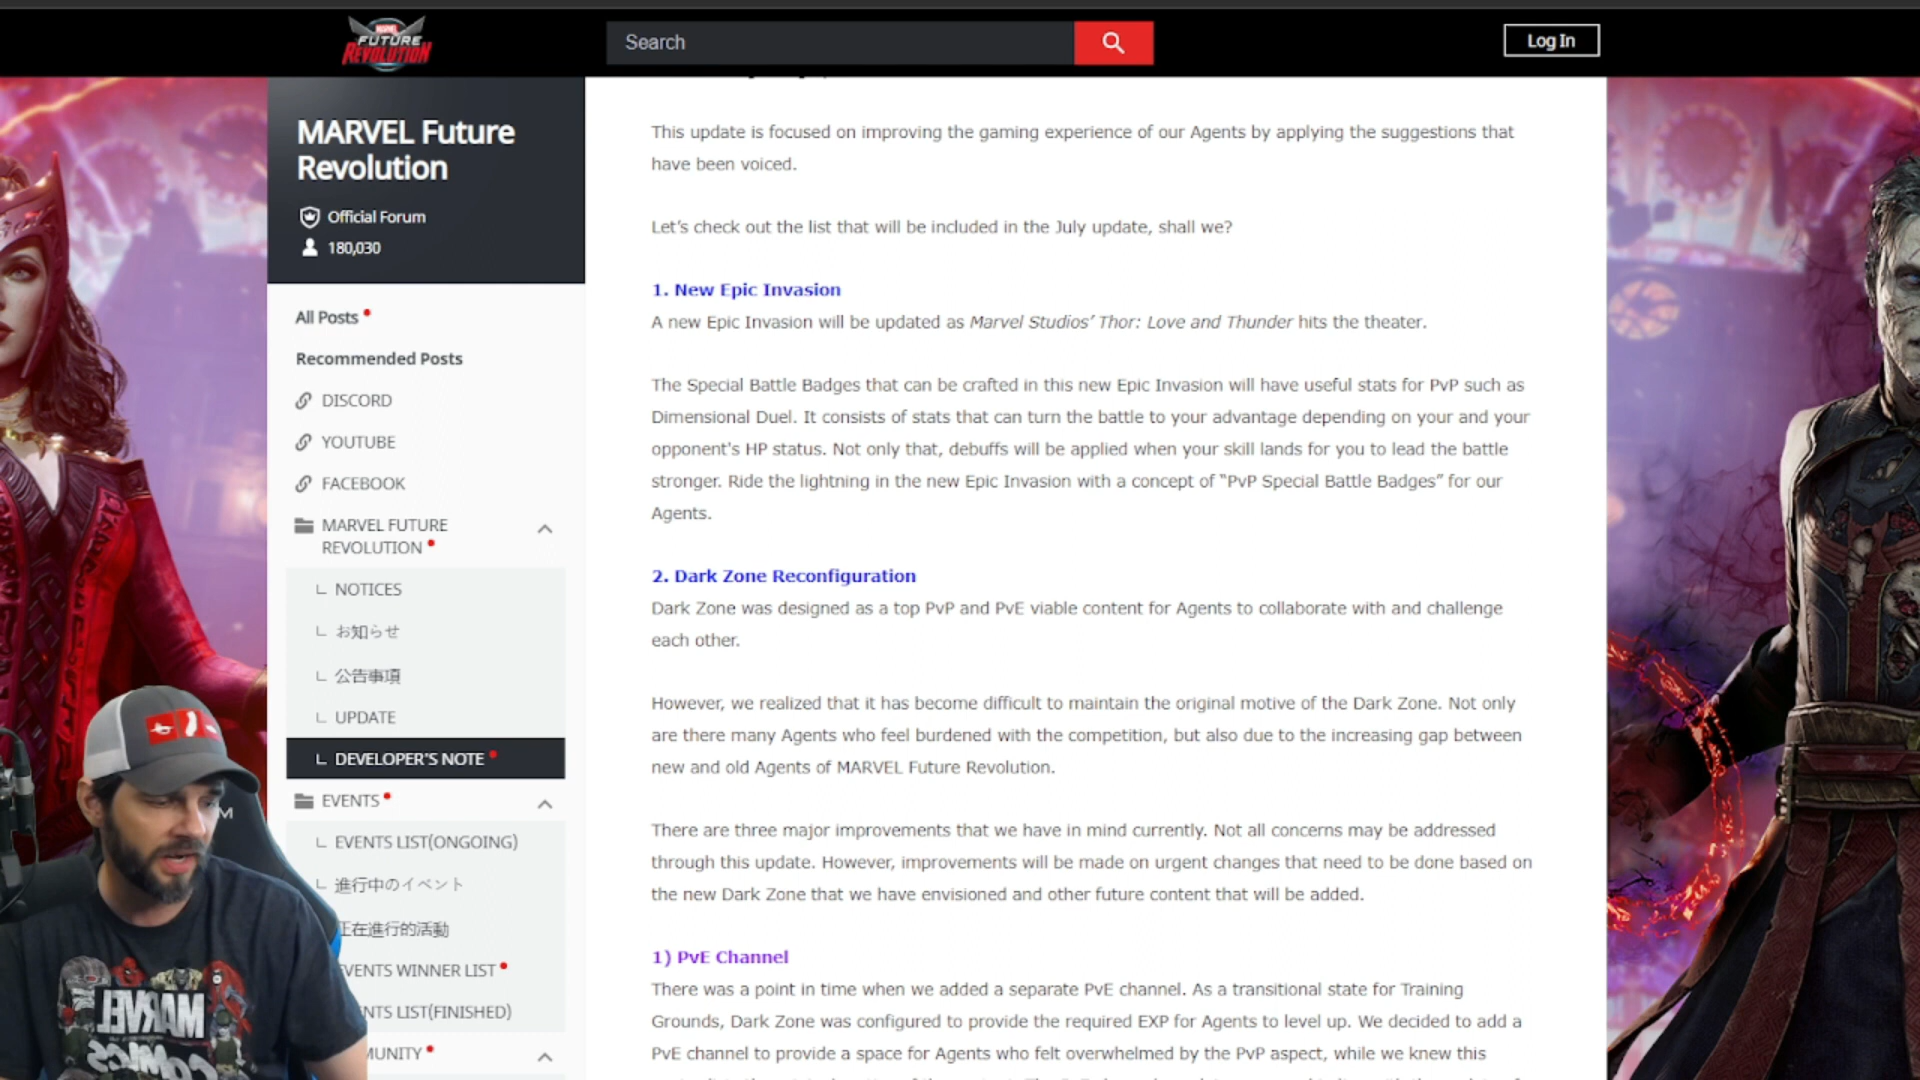 MARVEL
FUTURE
REVOLUTION
Search
Log In
MARVEL Future
Revolution
Official Forum
180,030
All Posts
Recommended Posts
DISCORD
YOUTUBE
FACEBOOK
MARVEL FUTURE
REVOLUTION
NOTICES
お知らせ
公告事項
UPDATE
DEVELOPER'S NOTE
EVENTS
EVENTS LIST(ONGOING)
進行中のイベント
正在進行的活動
EVENTS WINNER LIST
LIST(FINISHED)
This update is focused on improving the gaming experience of our Agents by applying the suggestions that
have been voiced.
Let's check out the list that will be included in the July update, shall we?
1. New Epic Invasion
A new Epic Invasion will be updated as Marvel Studios' Thor: Love and Thunder hits the theater.
The Special Battle Badges that can be crafted in this new Epic Invasion will have useful stats for PvP such as
Dimensional Duel. It consists of stats that can turn the battle to your advantage depending on your and your
opponent's HP status. Not only that, debuffs will be applied when your skill lands for you to lead the battle
stronger. Ride the lightning in the new Epic Invasion with a concept of “PvP Special Battle Badges” for our
Agents.
2. Dark Zone Reconfiguration
Dark Zone was designed as a top PvP and PvE viable content for Agents to collaborate with and challenge
each other.
However, we realized that it has become difficult to maintain the original motive of the Dark Zone. Not only
are there many Agents who feel burdened with the competition, but also due to the increasing gap between
new and old Agents of MARVEL Future Revolution.
There are three major improvements that we have in mind currently. Not all concerns may be addressed
through this update. However, improvements will be made on urgent changes that need to be done based on
the new Dark Zone that we have envisioned and other future content that will be added.
1) PvE Channel
There was a point in time when we added a separate PvE channel. As a transitional state for Training
Grounds, Dark Zone was configured to provide the required EXP for Agents to level up. We decided to add a
PvE channel to provide a space for Agents who felt overwhelmed by the PvP aspect, while we knew this
MARVEL
COMICS